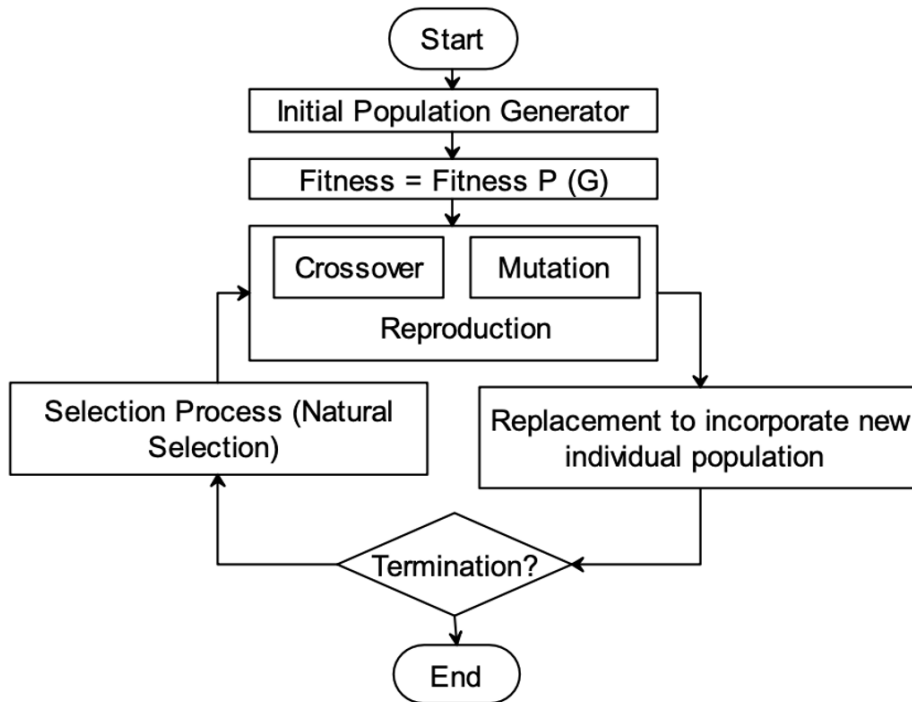 Start
Initial Population Generator
Fitness = Fitness P (G)
Crossover
Mutation
Reproduction
Selection Process (Natural
Selection)
Replacement to incorporate new
individual population
Termination?
End